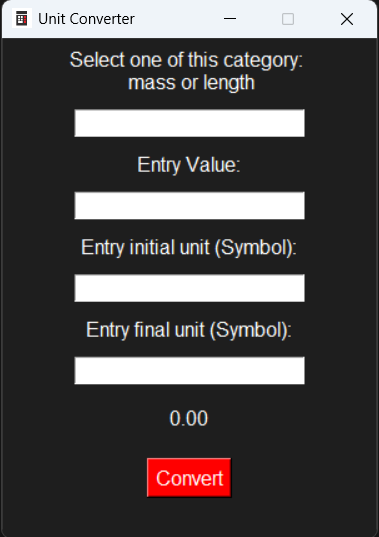 Unit Converter
Select one of this category:
mass or length
Entry Value:
Entry initial unit (Symbol):
Entry final unit (Symbol):
0.00
Convert